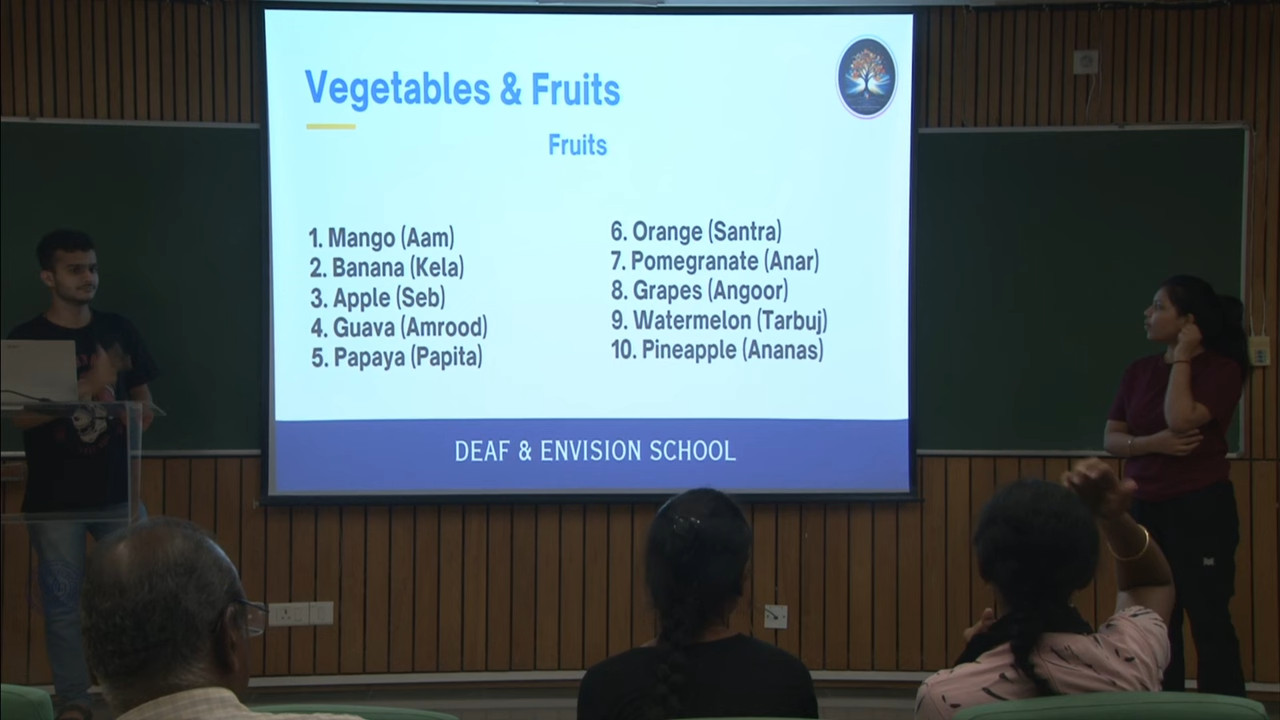 Vegetables & Fruits
Fruits
1. Mango (Aam)
2. Banana (Kela)
3. Apple (Seb)
4. Guava (Amrood)
5. Papaya (Papita)
6. Orange (Santra)
7. Pomegranate (Anar)
8. Grapes (Angoor)
9. Watermelon (Tarbuj)
10. Pineapple (Ananas)
DEAF & ENVISION SCHOOL